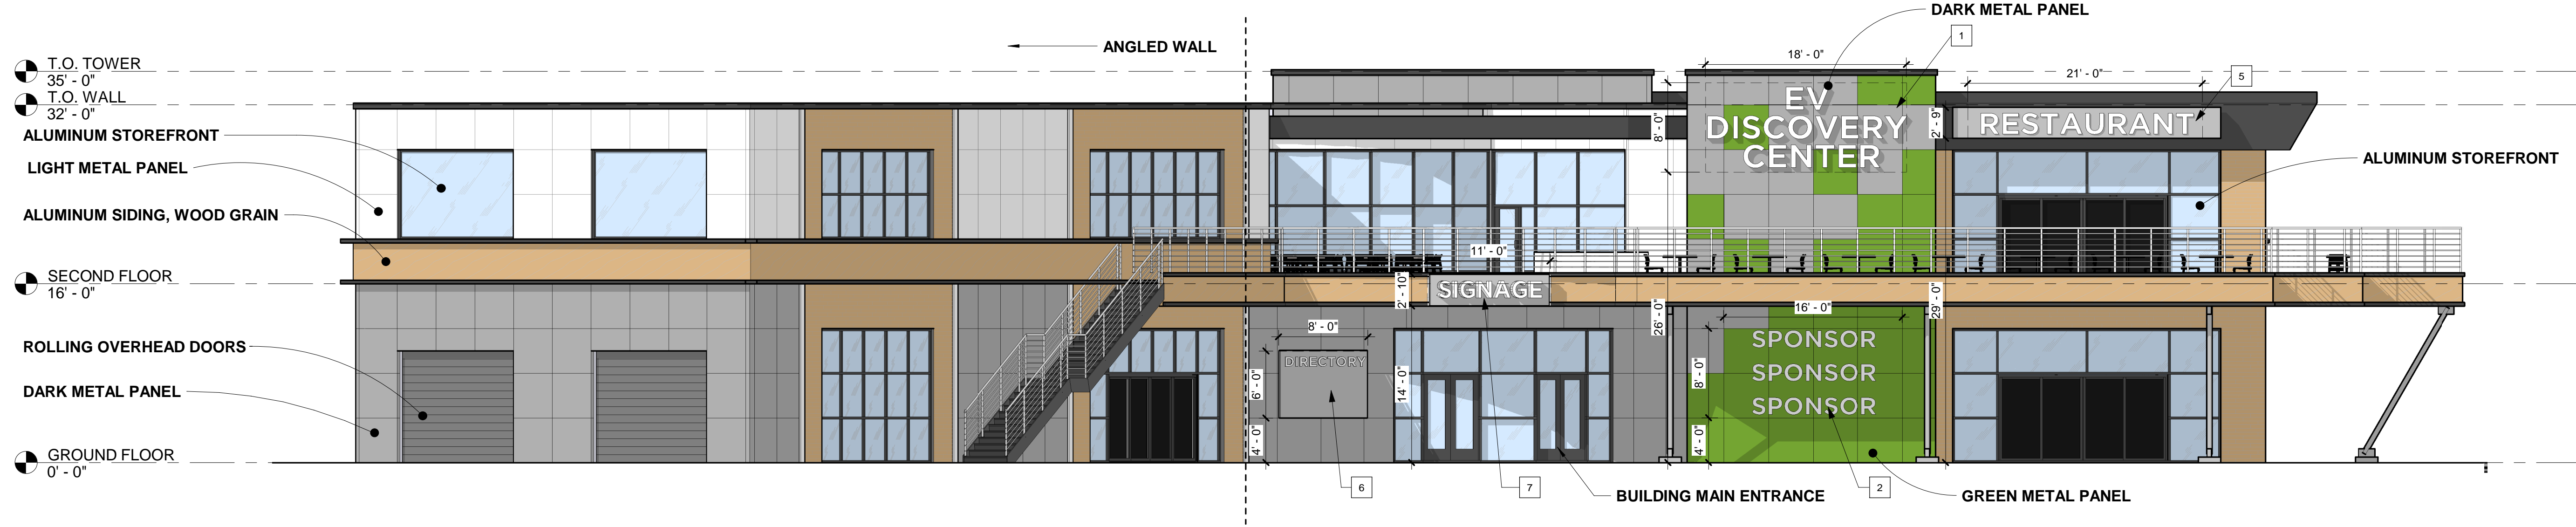 DARK METAL PANEL
1
ANGLED WALL
18' - 0"
T.O. TOWER
35' - 0"
21' - 0"
5
T.O. WALL
32' - 0"
EV
DISCOVERY
CENTER
8' - 0"
2' - 9"
RESTAURANT
ALUMINUM STOREFRONT
LIGHT METAL PANEL
ALUMINUM STOREFRONT
ALUMINUM SIDING, WOOD GRAIN
11' - 0"
SECOND FLOOR
16' - 0"
2' - 10"
SIGNAGE
26' - 0"
29' - 0"
16' - 0"
8' - 0"
ROLLING OVERHEAD DOORS
DIRECTORY
SPONSOR
SPONSOR
SPONSOR
6' - 0"
14' - 0"
8' - 0"
DARK METAL PANEL
4' - 0"
4' - 0"
GROUND FLOOR
0' - 0"
6
7
BUILDING MAIN ENTRANCE
2
GREEN METAL PANEL